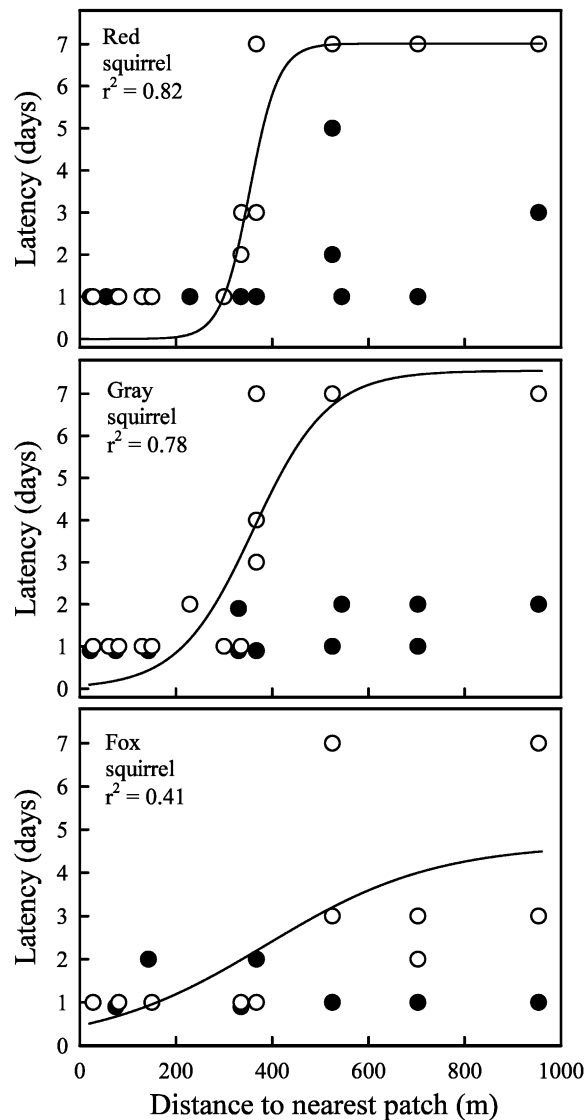 Red
squirrel
r² = 0.82
Latency (days)
7
6
5
4
3
2
1
0
Gray
squirrel
r² = 0.78
Latency (days)
7
6
5
4
3
2
1
0
Fox
squirrel
r² = 0.41
Latency (days)
7
6
5
4
3
2
1
0
0 200 400 600 800 1000
Distance to nearest patch (m)